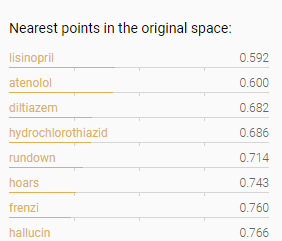 Nearest points in the original space:
lisinopril 0.592
atenolol 0.600
diltiazem 0.682
hydrochlorothiazid 0.686
rundown 0.714
hoars 0.743
frenzi 0.760
hallucin 0.766